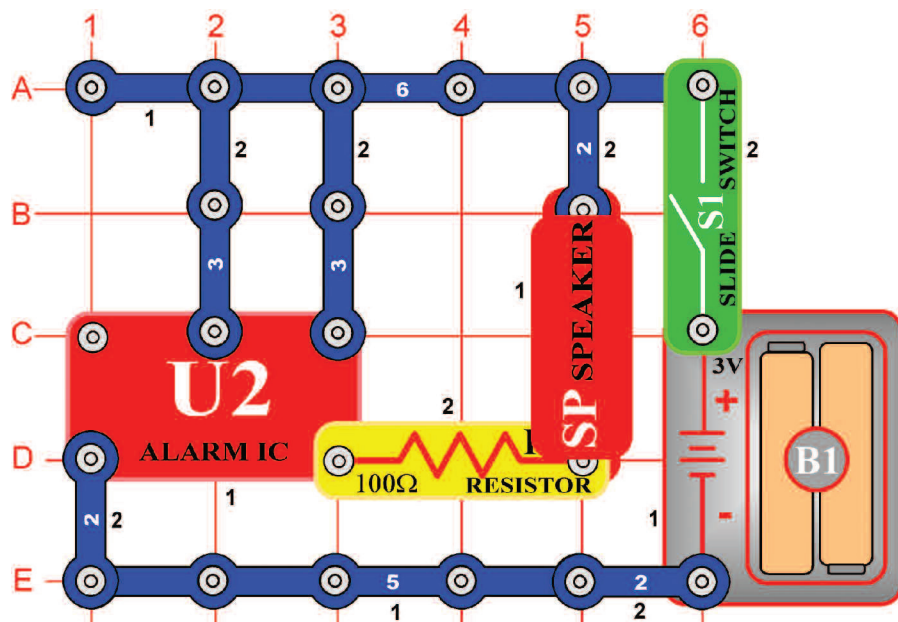 1 2 3 4 5 6
A
6
1
2 2 2 2 2
B
S1
SLIDE SWITCH
3 3
1
SP SPEAKER
C
U2
ALARM IC
3V
+
2
D
100Ω
RESISTOR
B1
1
2 2
1
-
E
5 2
1 2